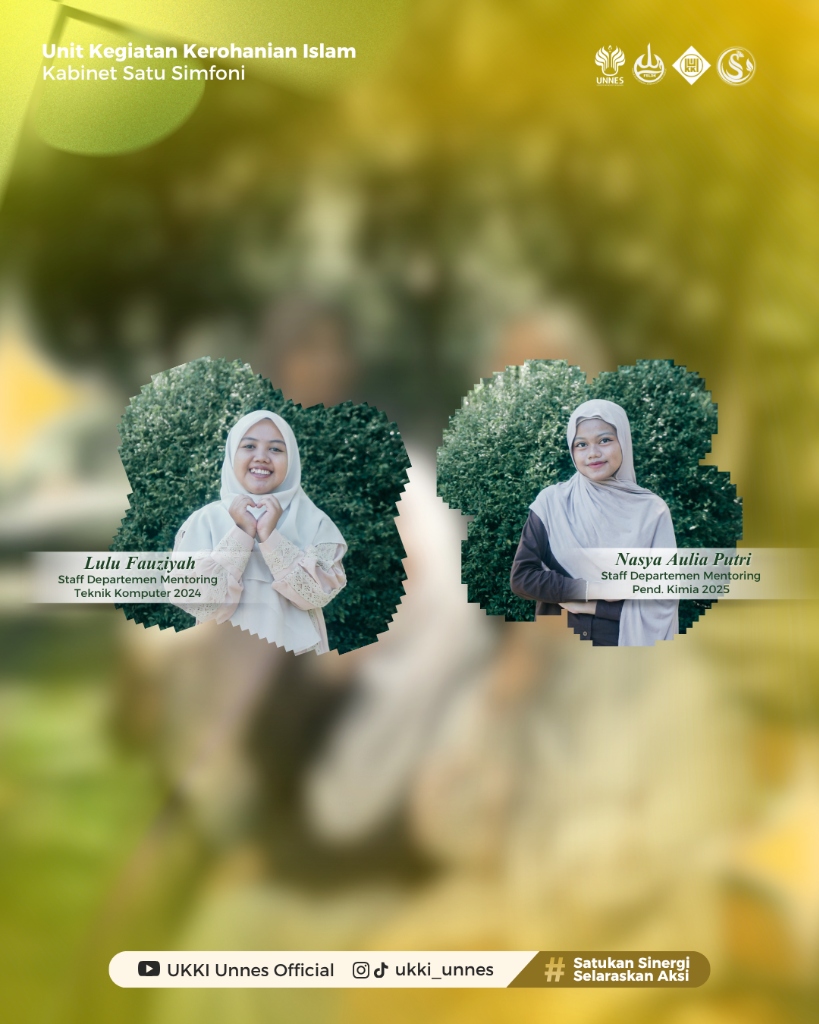 Unit Kegiatan Kerohanian Islam
Kabinet Satu Simfoni
UNNES
Lulu Fauziyah
Staff Departemen Mentoring
Teknik Komputer 2024
Nasya Aulia Putri
Staff Departemen Mentoring
Pend. Kimia 2025
UKKI Unnes Official
ukki_unnes
# Satukan Sinergi
Selaraskan Aksi